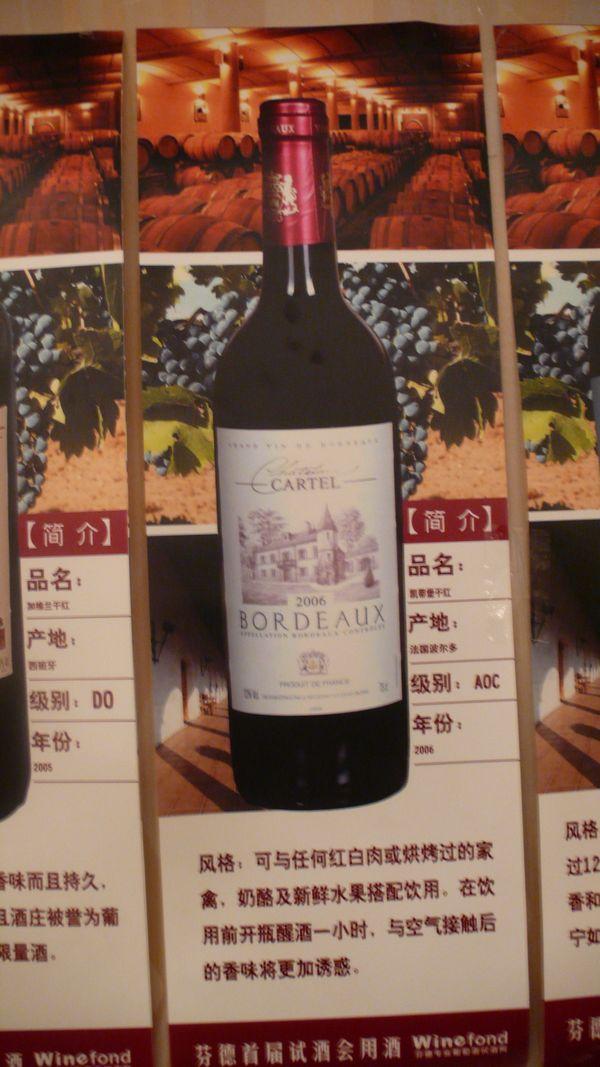 AUX
GRAND VIN DE BORDEAUX
Château
CARTEL
2006
BORDEAUX
APPELLATION BORDEAUX CONTRÔLÉE
PRODUIT DE FRANCE
【简 介】
品名：
加维兰干红
产地：
西班牙
级别：DO
年份：
2005
香味而且持久，
且酒庄被誉为葡
限量酒。
酒 Winefond
【简 介】
品名：
凯蒂堡干红
产地：
法国波尔多
级别：AOC
年份：
2006
风格：可与任何红白肉或烘烤过的家
禽，奶酪及新鲜水果搭配饮用。在饮
用前开瓶醒酒一小时，与空气接触后
的香味将更加诱惑。
芬德首届试酒会用酒 Winefond
风格
过12
香和
宁如
芬